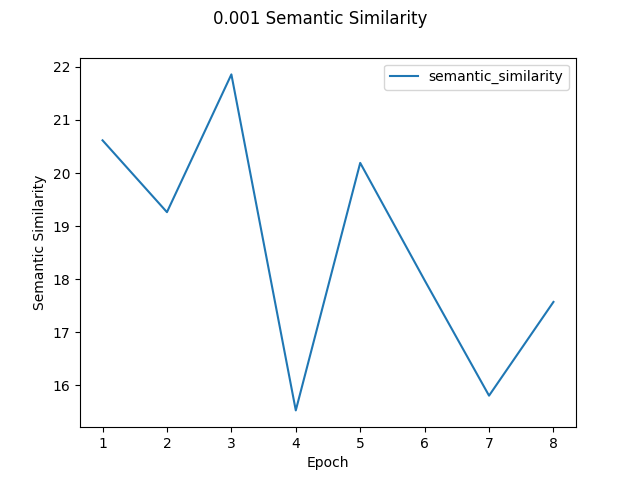 0.001 Semantic Similarity
semantic_similarity
22
21
20
19
18
17
16
Semantic Similarity
1 2 3 4 5 6 7 8
Epoch